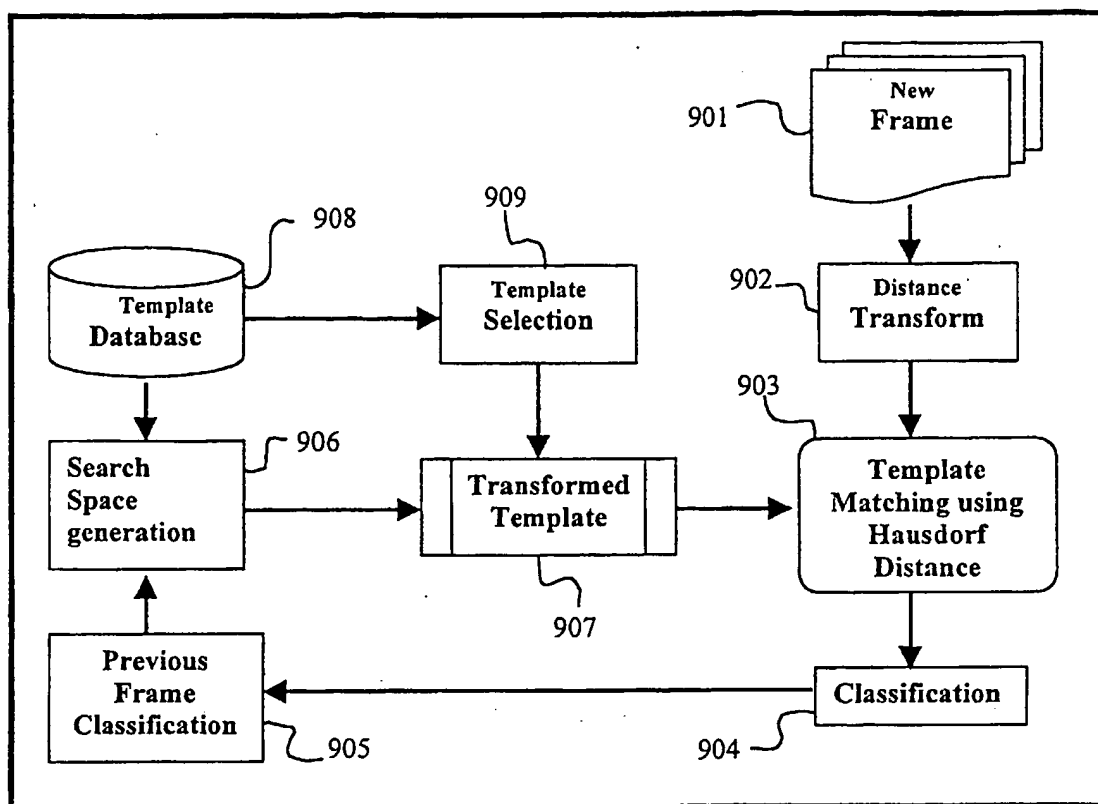 New
Frame
901
909
908
Template
Database
Template
Selection
902
Distance
Transform
903
906
Search
Space
generation
Transformed
Template
Template
Matching using
Hausdorf
Distance
907
Previous
Frame
Classification
905
Classification
904